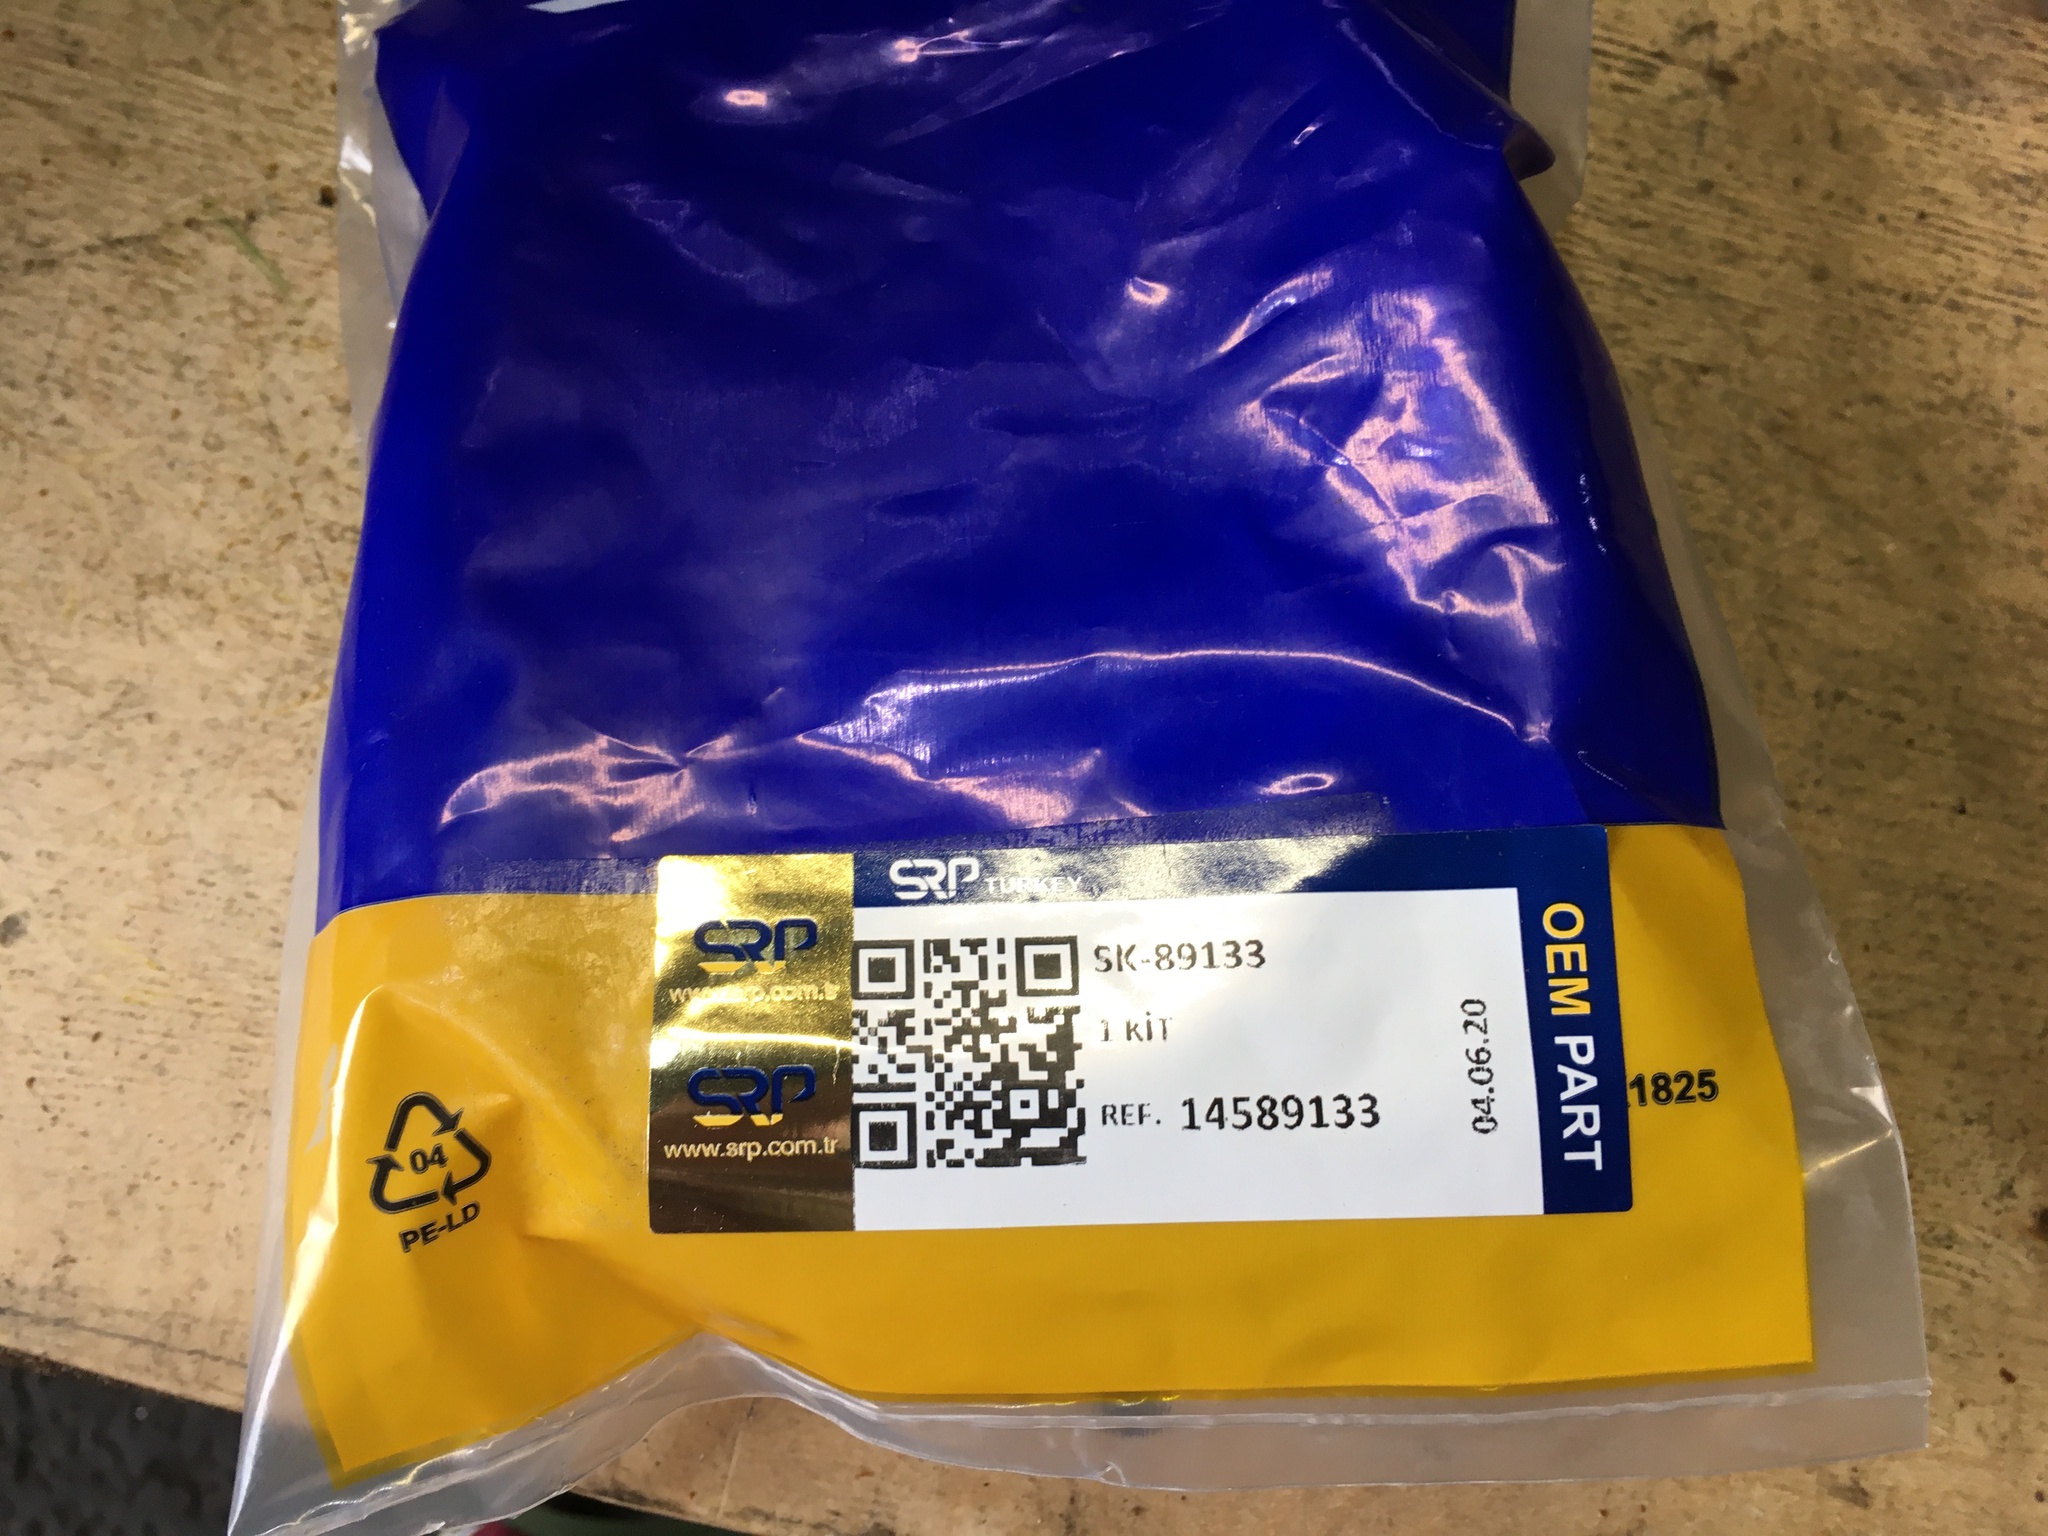 SRP TURKEY
SRP
www.srp.com.tr
SRP
www.srp.com.tr
SK-89133
1 KİT
REF. 14589133
04.06.20
OEM PART
1825
04
PE-LD